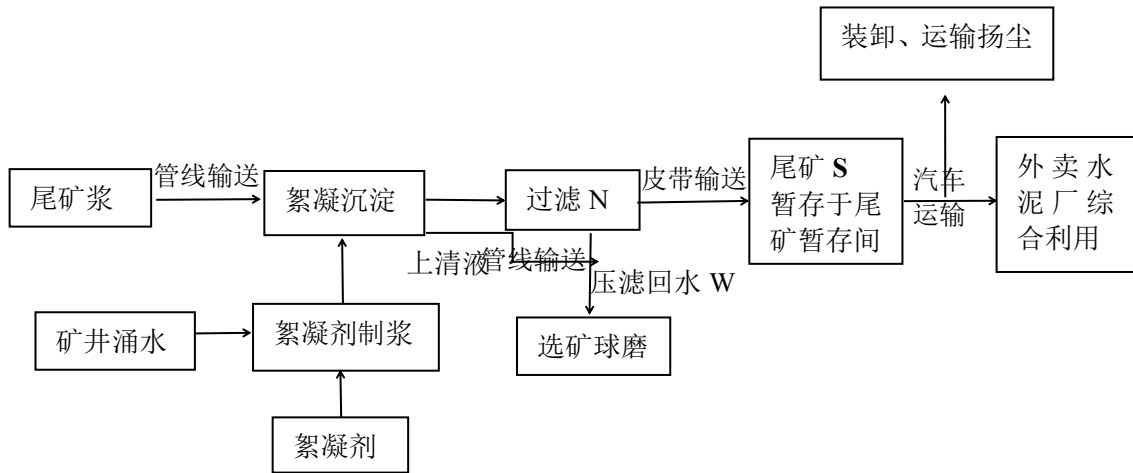 装卸、运输扬尘
尾矿浆
管线输送
絮凝沉淀
过滤 N
皮带输送
尾矿 S
暂存于尾
矿暂存间
汽车
运输
外卖水
泥厂综
合利用
上清液
管线输送
压滤回水 W
矿井涌水
絮凝剂制浆
选矿球磨
絮凝剂